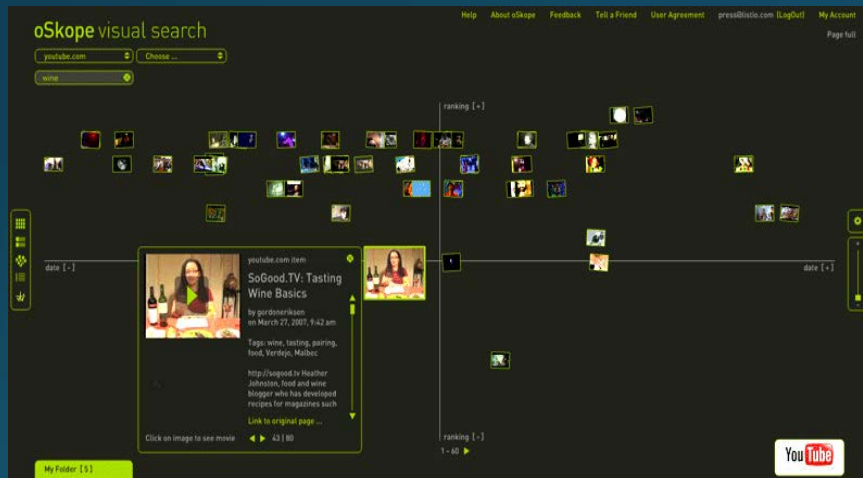 Help About oSkope Feedback Tell a Friend User Agreement press@listio.com (LogOut) My Account
oSkope visual search
Page full
youtube.com Choose ...
wine
ranking [+]
date [-]
date [+]
youtube.com item
SoGood.TV: Tasting
Wine Basics
by gordoneriksen
on March 27, 2007, 9:42 am
Tags: wine, tasting, pairing,
food, Verdejo, Malbec
http://sogood.tv Heather
Johnston, food and wine
blogger who has developed
recipes for magazines such
Link to original page ...
Click on image to see movie 43 | 80
ranking [-]
1 - 60
My Folder [5]
YouTube